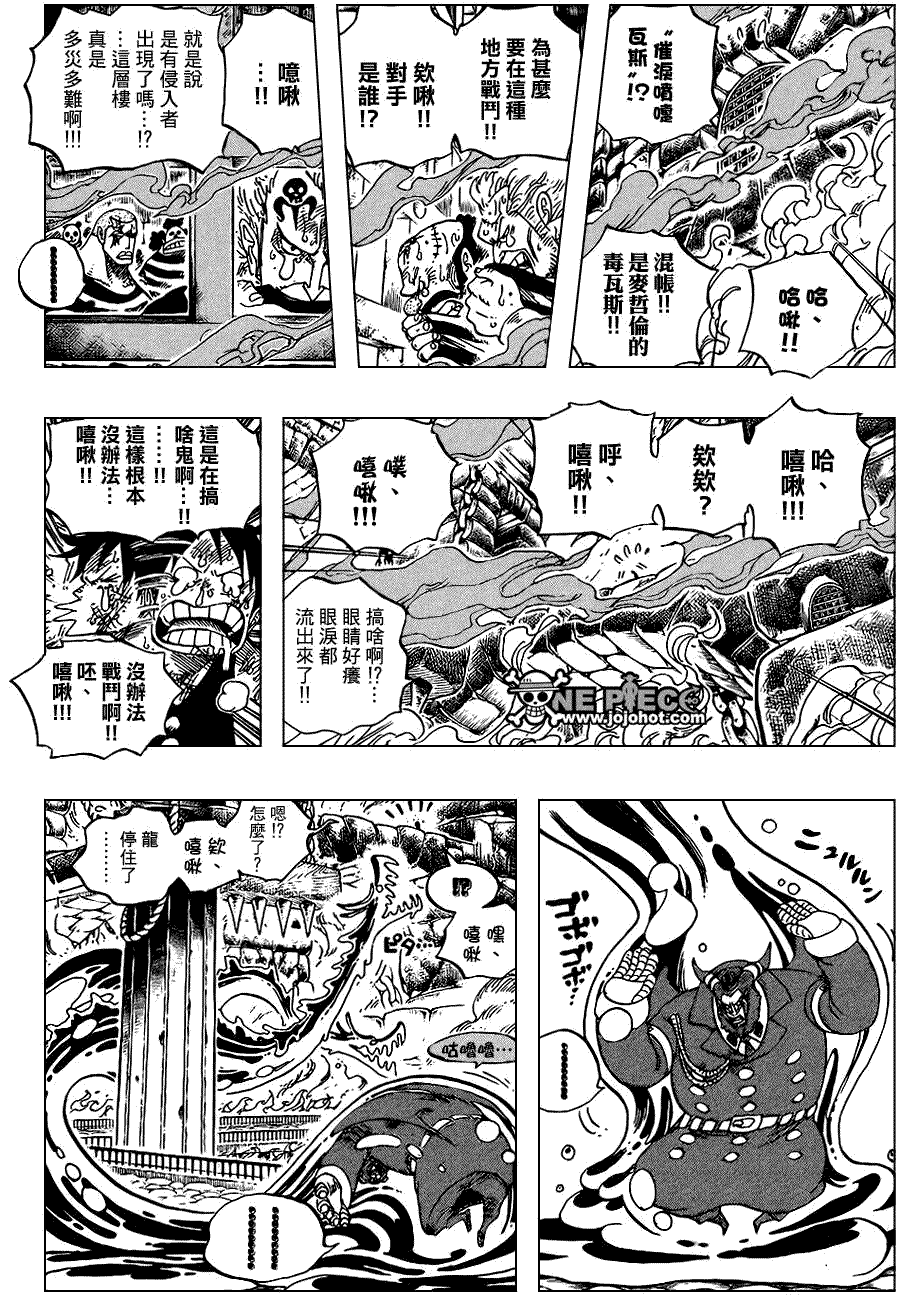 〝催淚噴嚏
瓦斯〞!?
哈、
哈啾!!
混帳!!
是麥哲倫的
毒瓦斯!!
為甚麼
要在這種
地方戰鬥!!
欸啾!!
對手
是誰!?
噫啾
…!!
就是說
是有侵入者
出現了嗎…!?
…這層樓
真是
多災多難啊!!!
………
哈、
嘻啾!!!
欸欸?
呼、
嘻啾!!
噗、
嘻啾!!!
搞啥啊!?…
眼睛好癢
眼淚都
流出來了!!
ONE PIECE
www.jojohot.com
這是在搞
啥鬼啊…!!
……!!
這樣根本
沒辦法…
嘻啾!!
沒辦法
戰鬥啊!!
呸、
嘻啾!!!
ニュルルル
ゴボゴボ…
………
!?
嘿、
嘻啾
ピタ…
咕嚕嚕…
嗯!?
怎麼了?
欸、
嘻啾
龍
停住了
……
………
………